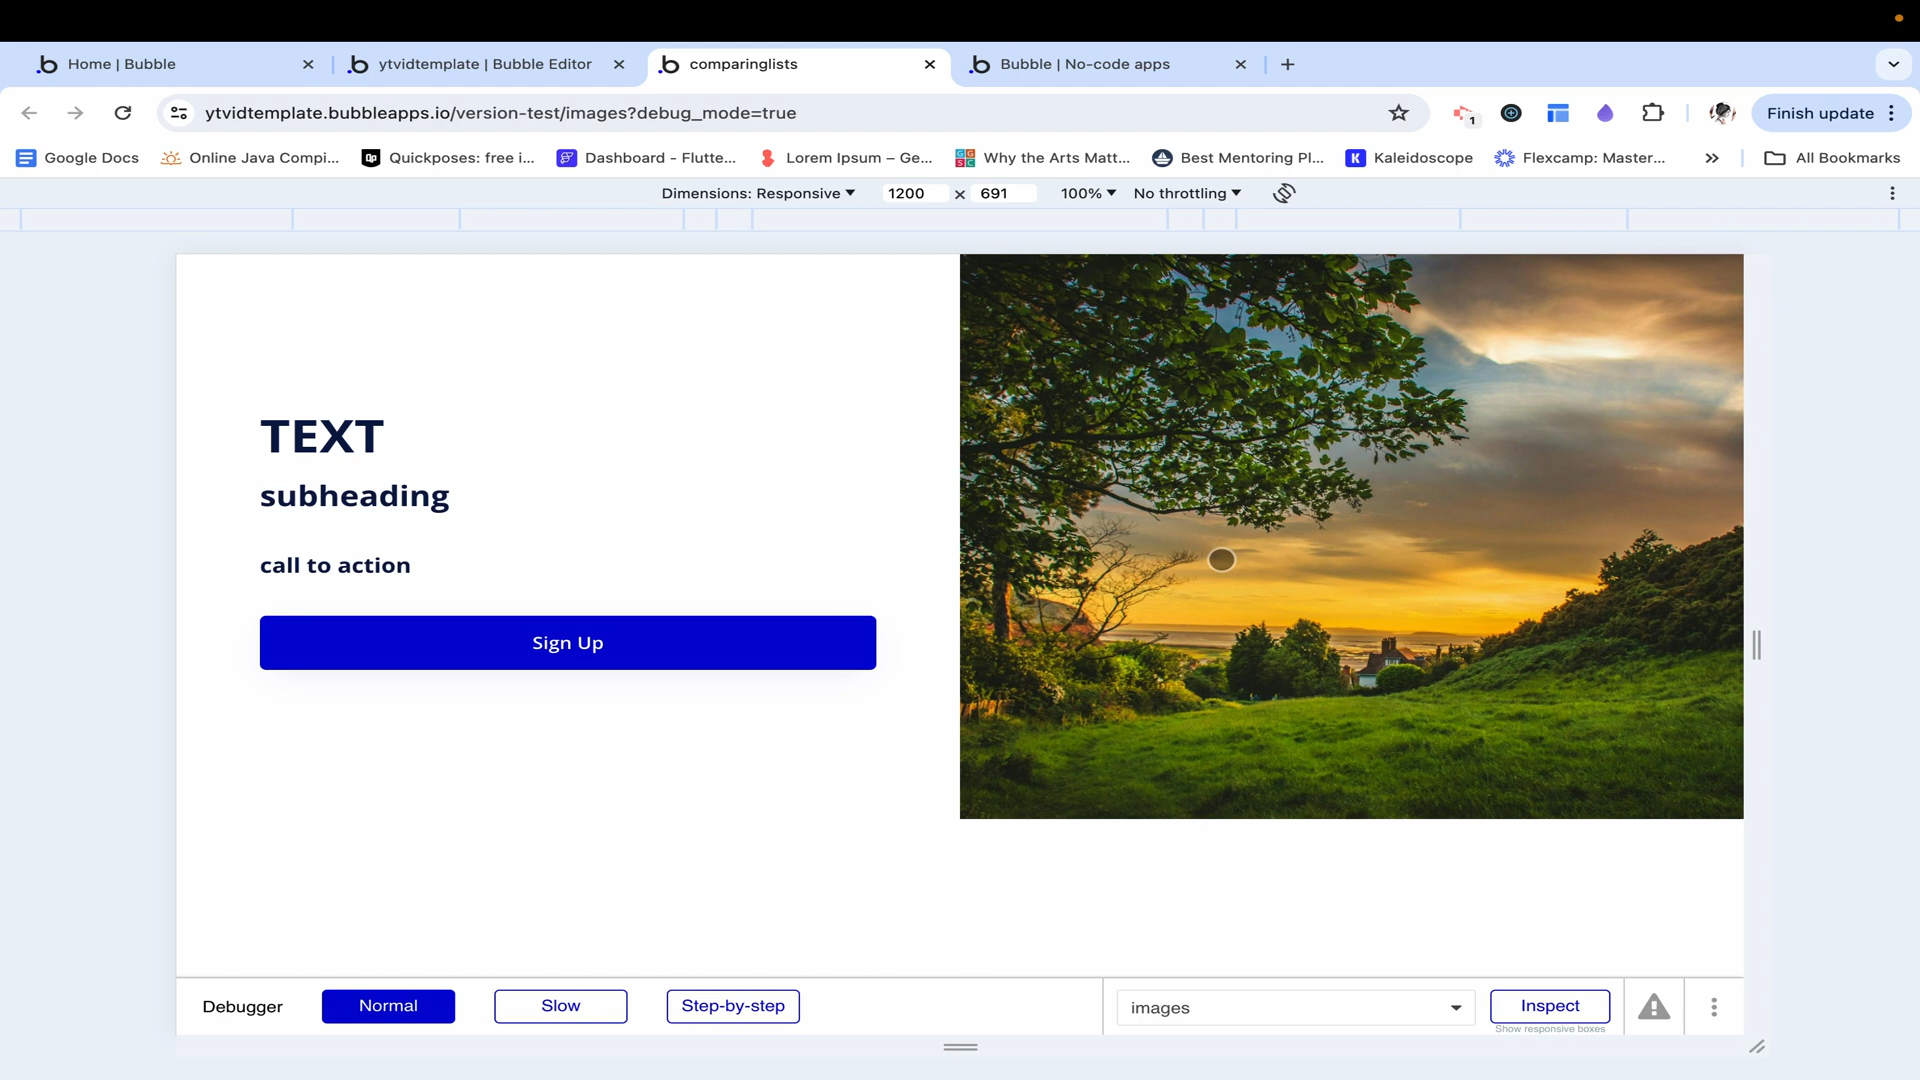 Home | Bubble
ytvidtemplate | Bubble Editor
comparinglists
Bubble | No-code apps
ytvidtemplate.bubbleapps.io/version-test/images?debug_mode=true
1
Finish update
Google Docs
Online Java Compi...
Quickposes: free i...
Dashboard - Flutte...
Lorem Ipsum – Ge...
Why the Arts Matt...
Best Mentoring Pl...
Kaleidoscope
Flexcamp: Master...
All Bookmarks
Dimensions: Responsive
1200 × 691
100%
No throttling
TEXT
subheading
call to action
Sign Up
Debugger
Normal
Slow
Step-by-step
images
Inspect
Show responsive boxes